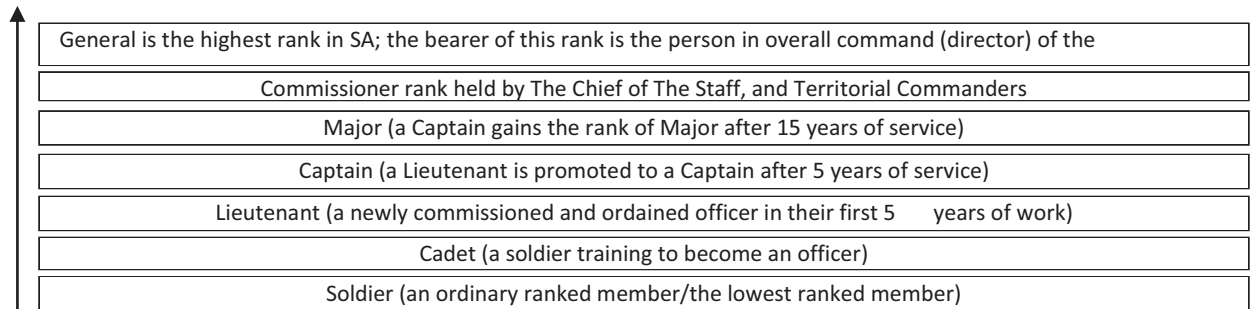 General is the highest rank in SA; the bearer of this rank is the person in overall command (director) of the
Commissioner rank held by The Chief of The Staff, and Territorial Commanders
Major (a Captain gains the rank of Major after 15 years of service)
Captain (a Lieutenant is promoted to a Captain after 5 years of service)
Lieutenant (a newly commissioned and ordained officer in their first 5 years of work)
Cadet (a soldier training to become an officer)
Soldier (an ordinary ranked member/the lowest ranked member)